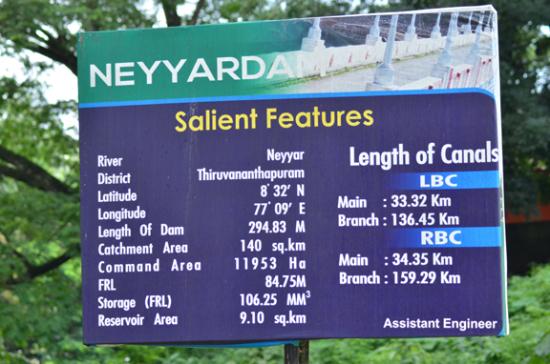 NEYYARDAM
Salient Features
River Neyyar
District Thiruvananthapuram
Latitude 8° 32' N
Longitude 77° 09' E
Length Of Dam 294.83 M
Catchment Area 140 sq.km
Command Area 11953 Ha
FRL 84.75M
Storage (FRL) 106.25 MM³
Reservoir Area 9.10 sq.km
Length of Canals
LBC
Main : 33.32 Km
Branch : 136.45 Km
RBC
Main : 34.35 Km
Branch : 159.29 Km
Assistant Engineer